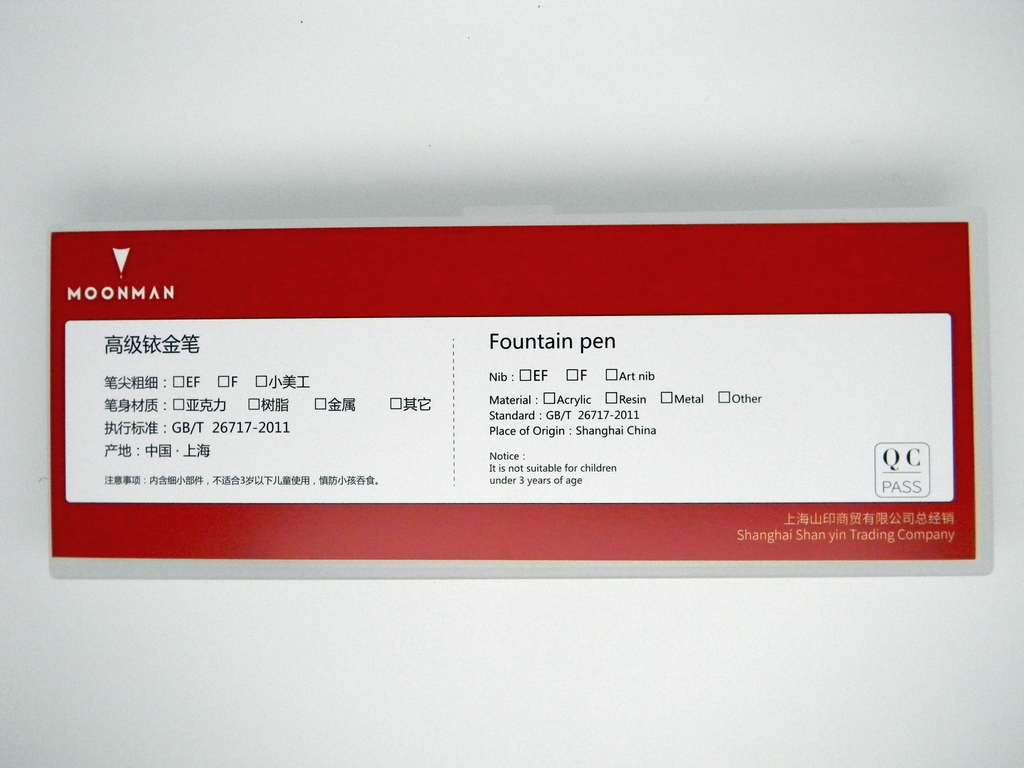 MOONMAN
高级铱金笔
笔尖粗细：□EF □F □小美工
笔身材质：□亚克力 □树脂 □金属 □其它
执行标准：GB/T 26717-2011
产地：中国 · 上海
注意事项：内含细小部件，不适合3岁以下儿童使用，慎防小孩吞食。
Fountain pen
Nib：□EF □F □Art nib
Material：□Acrylic □Resin □Metal □Other
Standard：GB/T 26717-2011
Place of Origin：Shanghai China
Notice：
It is not suitable for children
under 3 years of age
QC
PASS
上海山印商贸有限公司总经销
Shanghai Shan yin Trading Company